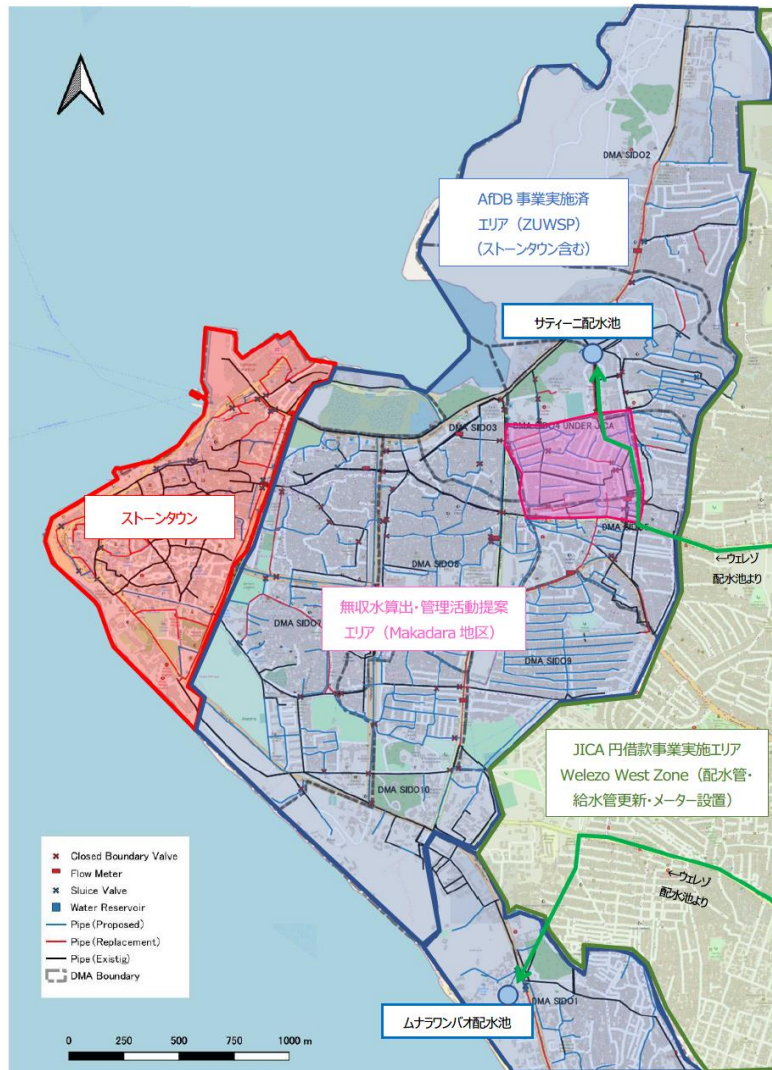 DMA SIDO2
AfDB 事業実施済
エリア（ZUWSP）
（ストーンタウン含む）
サティーニ配水池
DMA SIDO3
DMA SIDO4 UNDER JICA
ストーンタウン
DMA SIDO5
←ウェレゾ
配水池より
DMA SIDO8
無収水算出・管理活動提案
エリア（Makadara 地区）
DMA SIDO7
DMA SIDO9
JICA 円借款事業実施エリア
Welezo West Zone（配水管・
給水管更新・メーター設置）
DMA SIDO10
←ウェレゾ
配水池より
Closed Boundary Valve
Flow Meter
Sluice Valve
Water Reservoir
Pipe (Proposed)
Pipe (Replacement)
Pipe (Existig)
DMA Boundary
DMA SIDO1
ムナラワンバオ配水池
0 250 500 750 1000 m